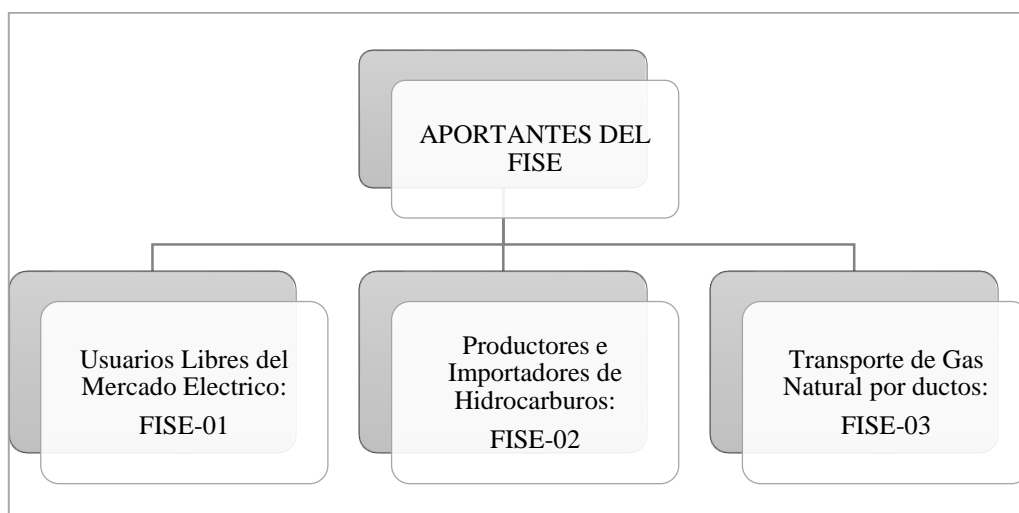 APORTANTES DEL
FISE
Usuarios Libres del
Mercado Electrico:
FISE-01
Productores e
Importadores de
Hidrocarburos:
FISE-02
Transporte de Gas
Natural por ductos:
FISE-03